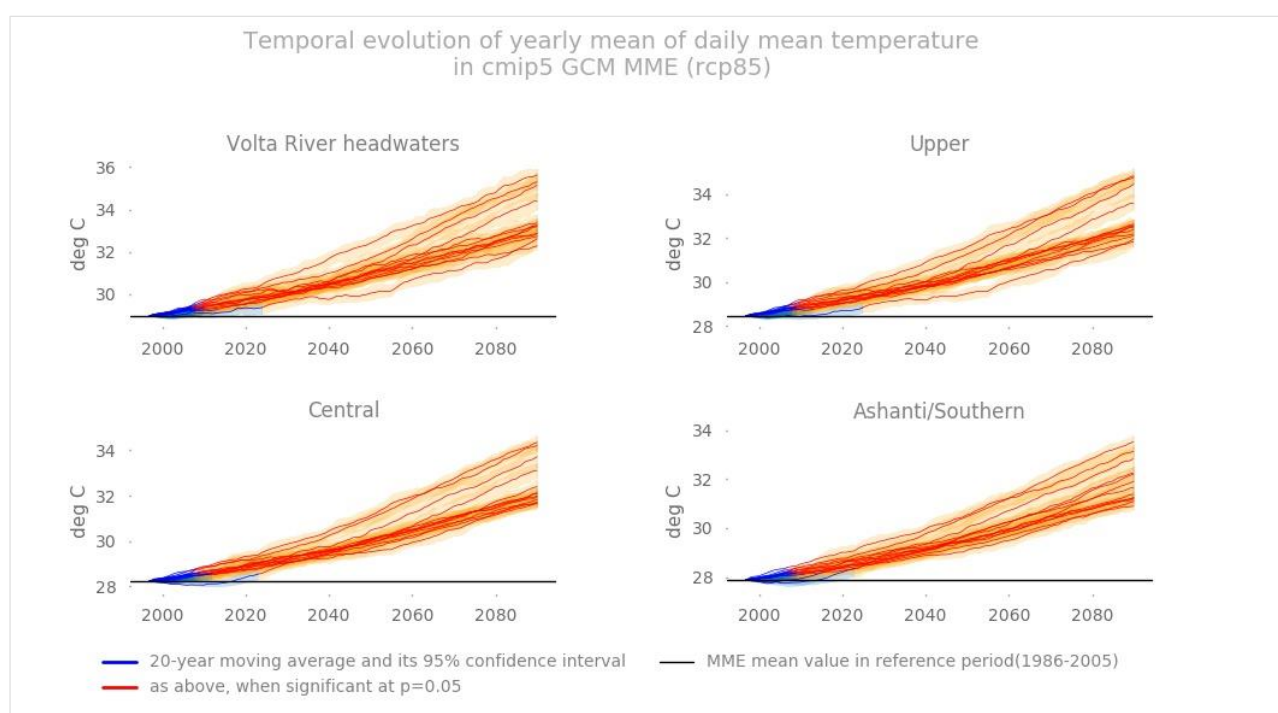 Temporal evolution of yearly mean of daily mean temperature
in cmip5 GCM MME (rcp85)
Volta River headwaters
36
34
32
30
deg C
2000 2020 2040 2060 2080
Upper
34
32
30
28
deg C
2000 2020 2040 2060 2080
Central
34
32
30
28
deg C
2000 2020 2040 2060 2080
Ashanti/Southern
34
32
30
28
deg C
2000 2020 2040 2060 2080
20-year moving average and its 95% confidence interval
as above, when significant at p=0.05
MME mean value in reference period(1986-2005)